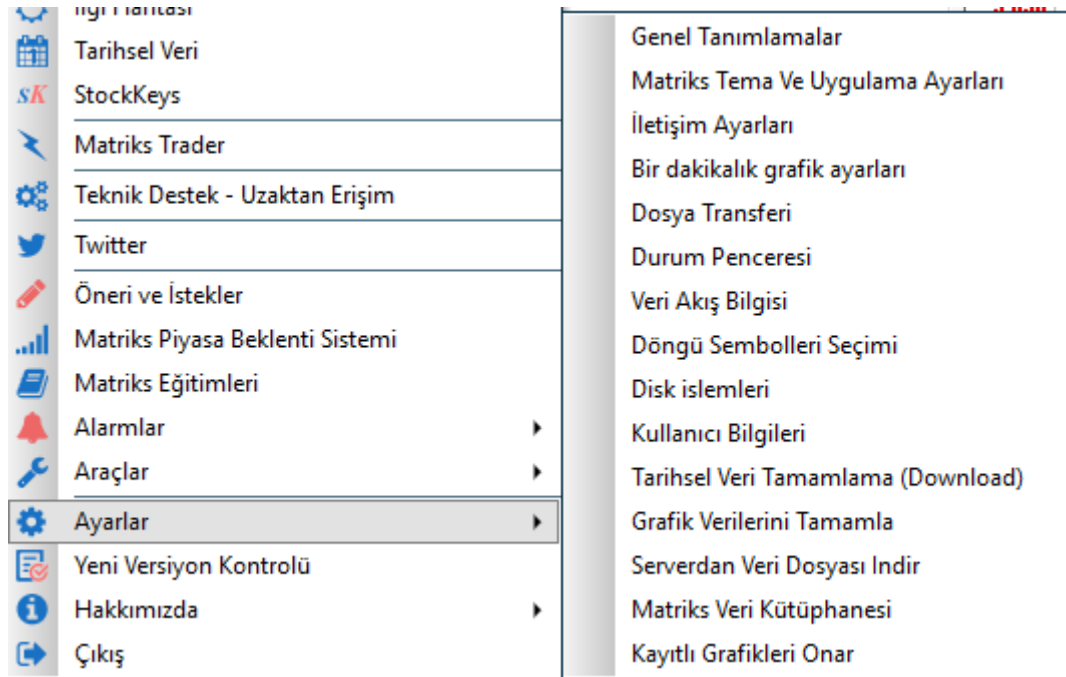 Tarihsel Veri
sK StockKeys
Matriks Trader
Teknik Destek - Uzaktan Erişim
Twitter
Öneri ve İstekler
Matriks Piyasa Beklenti Sistemi
Matriks Eğitimleri
Alarmlar
Araçlar
Ayarlar
Yeni Versiyon Kontrolü
Hakkımızda
Çıkış
Genel Tanımlamalar
Matriks Tema Ve Uygulama Ayarları
İletişim Ayarları
Bir dakikalık grafik ayarları
Dosya Transferi
Durum Penceresi
Veri Akış Bilgisi
Döngü Sembolleri Seçimi
Disk islemleri
Kullanıcı Bilgileri
Tarihsel Veri Tamamlama (Download)
Grafik Verilerini Tamamla
Serverdan Veri Dosyası Indir
Matriks Veri Kütüphanesi
Kayıtlı Grafikleri Onar